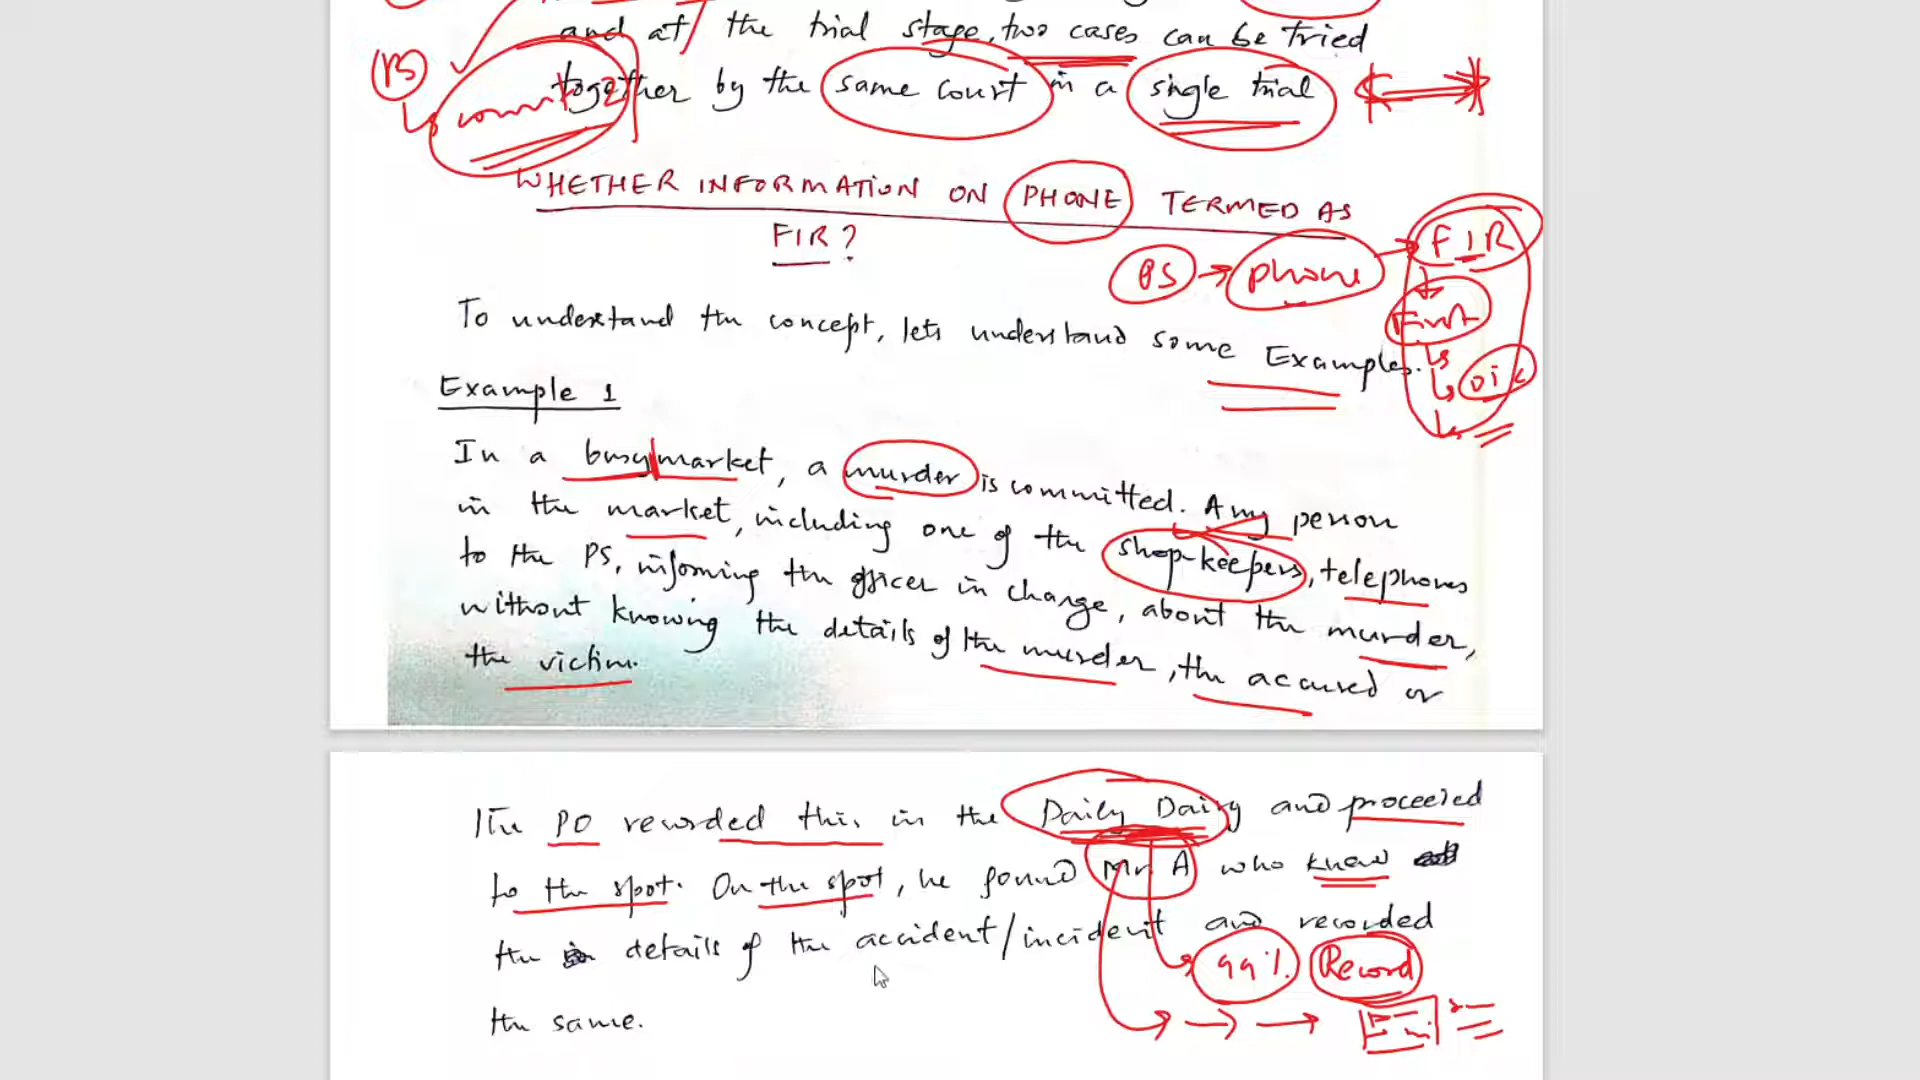 and at the trial stage, two cases can be tried
PS
together by the same court in a single trial
WHETHER INFORMATION ON PHONE TERMED AS
FIR?
FIR
PS → phone
First
To understand the concept, lets understand some Examples.
OIC
Example 1
In a busy market, a murder is committed. Any person
in the market, including one of the shop-keepers, telephones
to the PS, informing the officer in charge, about the murder,
without knowing the details of the murder, the accused or
the victim.
The PO recorded this in the Daily Dairy and proceeded
to the spot. On the spot, he found Mr. A who knew
the details of the accident/incident and recorded
99% Record
the same.